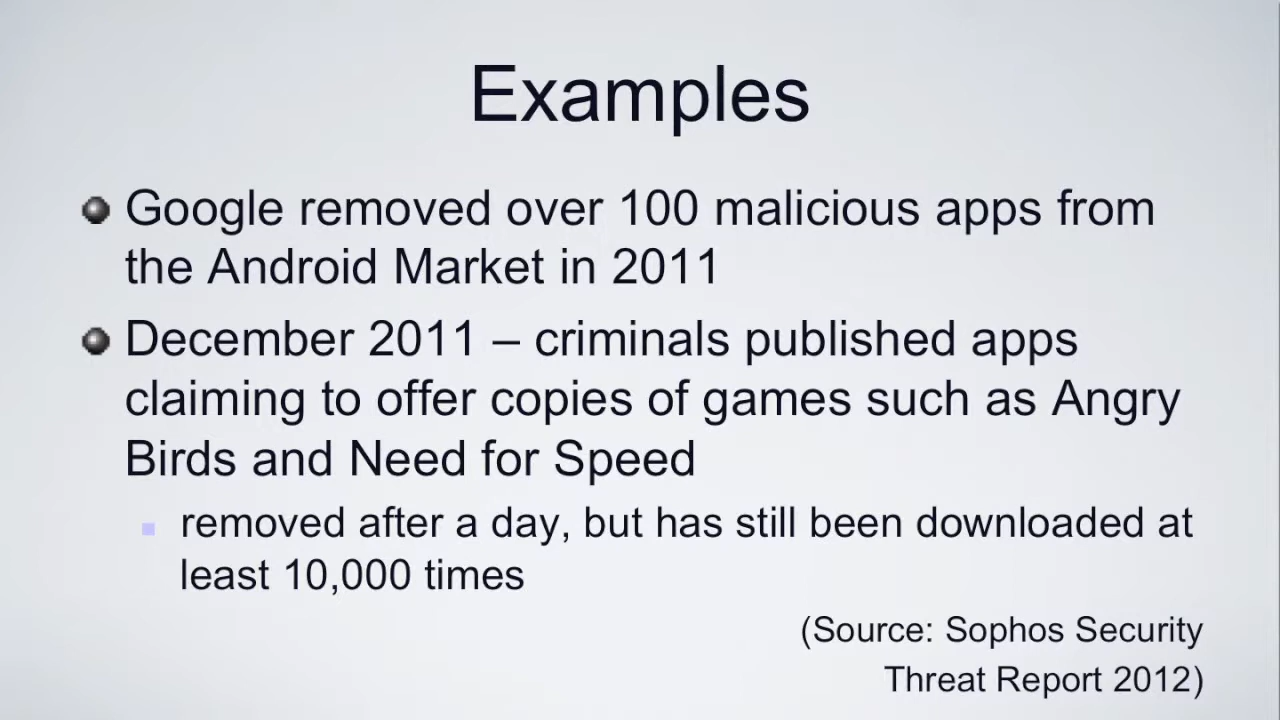 Examples
Google removed over 100 malicious apps from
the Android Market in 2011
December 2011 – criminals published apps
claiming to offer copies of games such as Angry
Birds and Need for Speed
removed after a day, but has still been downloaded at
least 10,000 times
(Source: Sophos Security
Threat Report 2012)